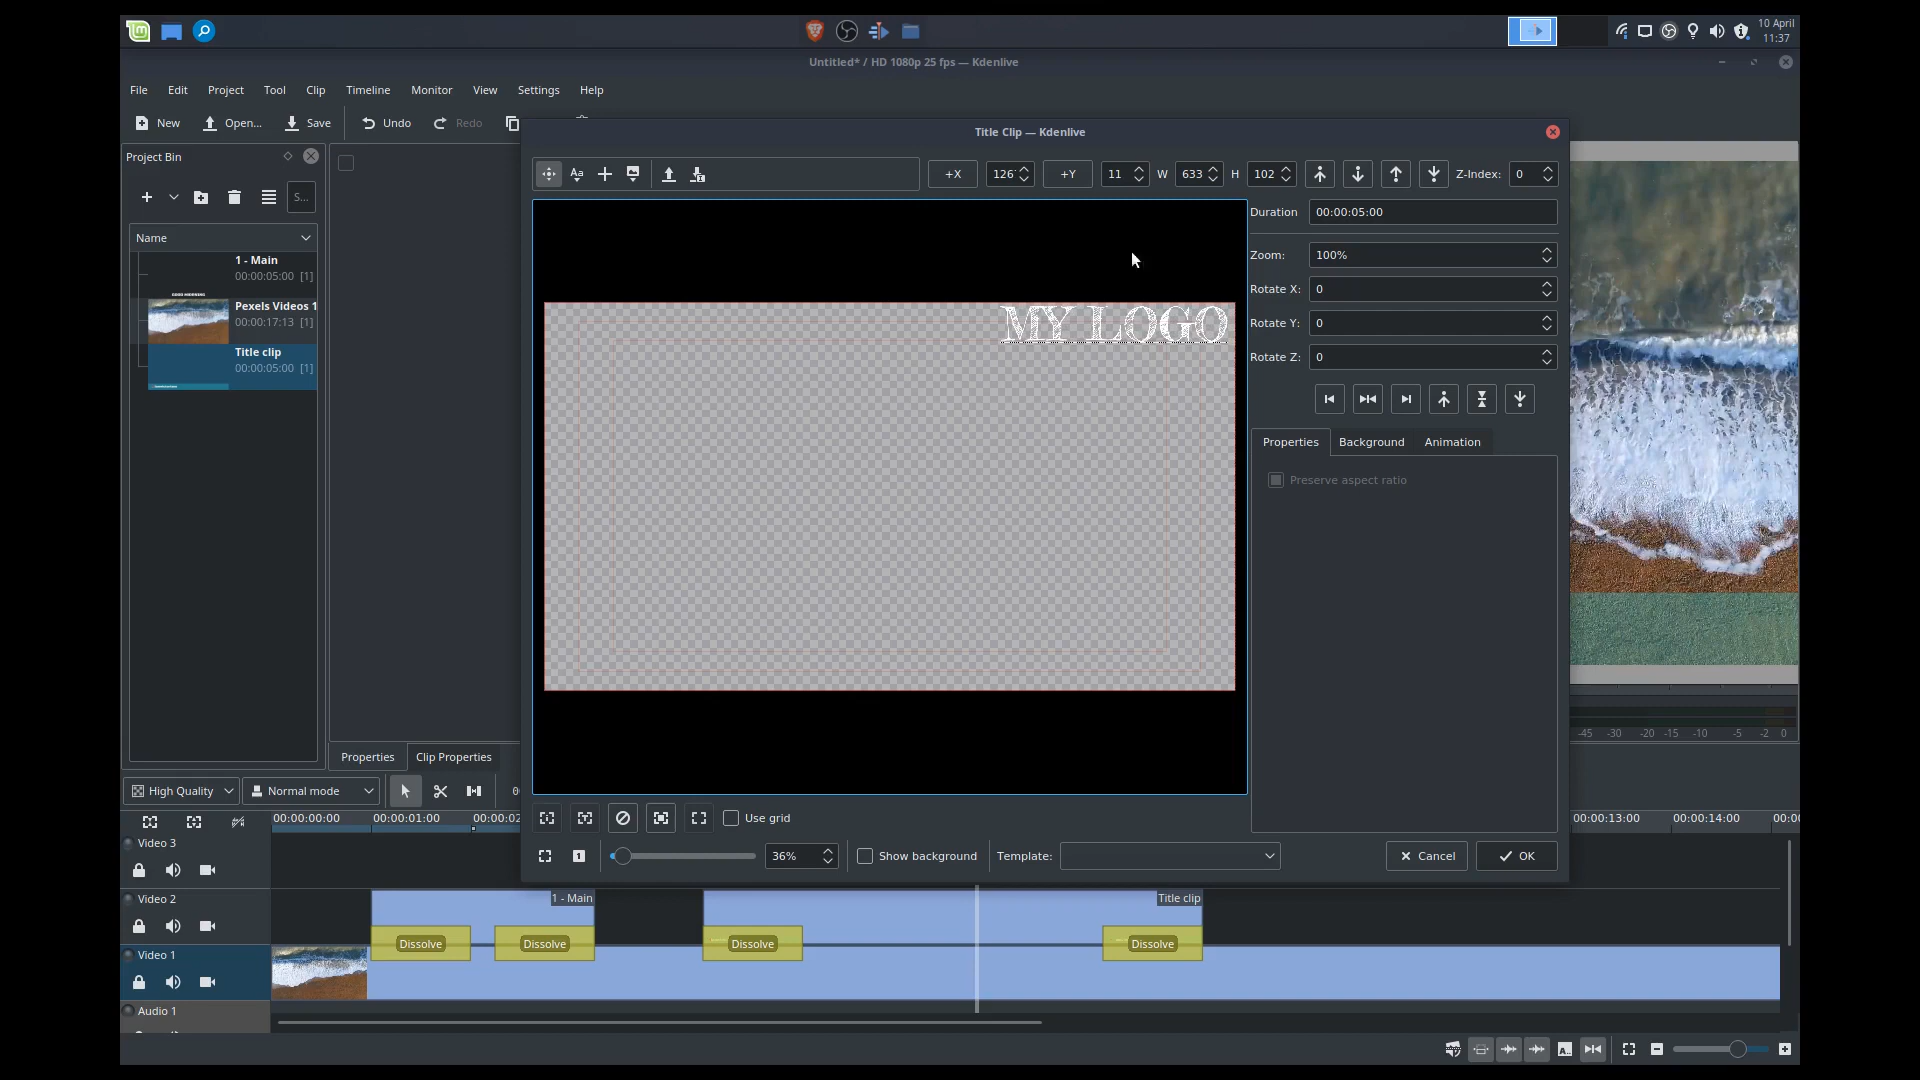 10 April
11:37
Untitled* / HD 1080p 25 fps — Kdenlive
File Edit Project Tool Clip Timeline Monitor View Settings Help
New Open... Save Undo Redo
Title Clip — Kdenlive
Project Bin
+X 126 +Y 11 W 633 H 102 Z-Index: 0
S...
Duration 00:00:05:00
Name
Zoom: 100%
1 - Main
00:00:05:00 [1]
Rotate X: 0
Pexels Videos 1
00:00:17:13 [1]
MY LOGO
Rotate Y: 0
Title clip
00:00:05:00 [1]
Rotate Z: 0
Properties Background Animation
Preserve aspect ratio
-45 -30 -20 -15 -10 -5 -2 0
Properties Clip Properties
High Quality Normal mode 00
Use grid
00:00:00:00 00:00:01:00 00:00:02 00:00:13:00 00:00:14:00 00:0
Video 3
36% Show background Template: Cancel OK
Video 2
1 - Main Title clip
Dissolve Dissolve Dissolve Dissolve
Video 1
Audio 1